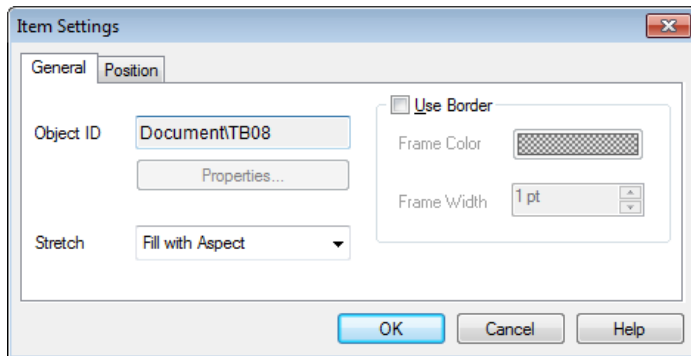 Item Settings
General
Position
Object ID
Document\TB08
Properties...
Stretch
Fill with Aspect
Use Border
Frame Color
Frame Width
1 pt
OK
Cancel
Help